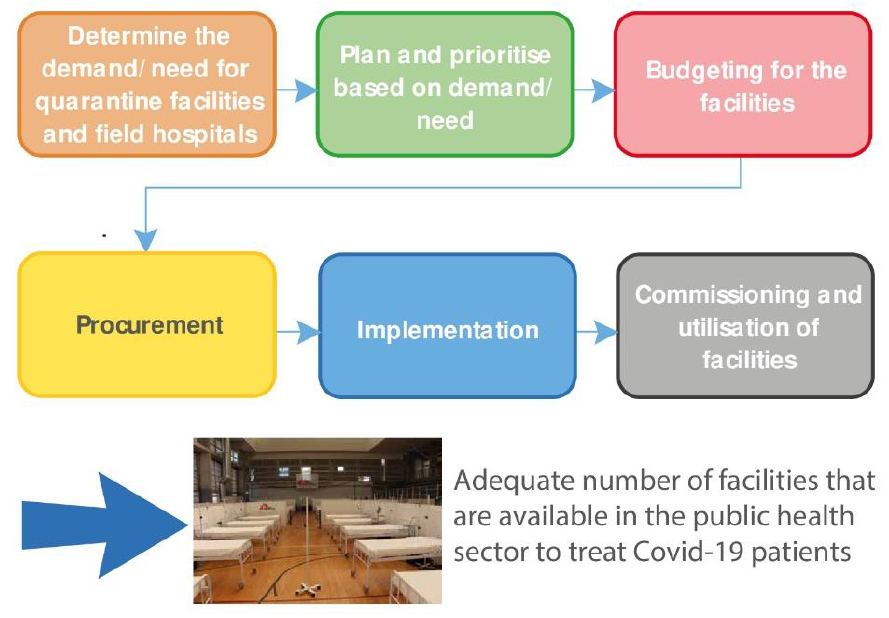 Determine the
demand/ need for
quarantine facilities
and field hospitals
Plan and prioritise
based on demand/
need
Budgeting for the
facilities
Procurement
Implementation
Commissioning and
utilisation of
facilities
Adequate number of facilities that
are available in the public health
sector to treat Covid-19 patients